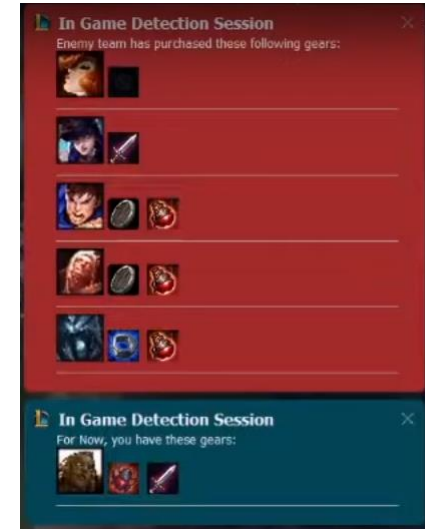 In Game Detection Session
Enemy team has purchased these following gears:
In Game Detection Session
For Now, you have these gears: